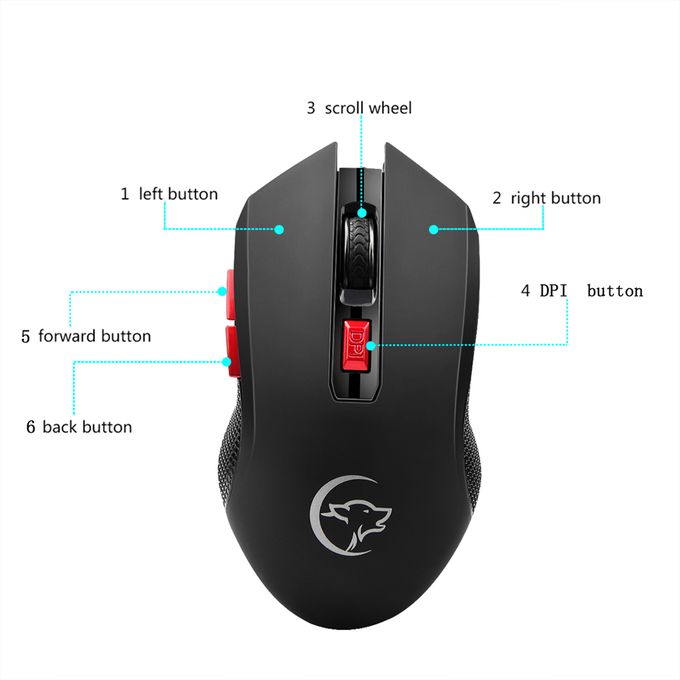 3 scroll wheel
1 left button
2 right button
4 DPI button
DPI
5 forward button
6 back button